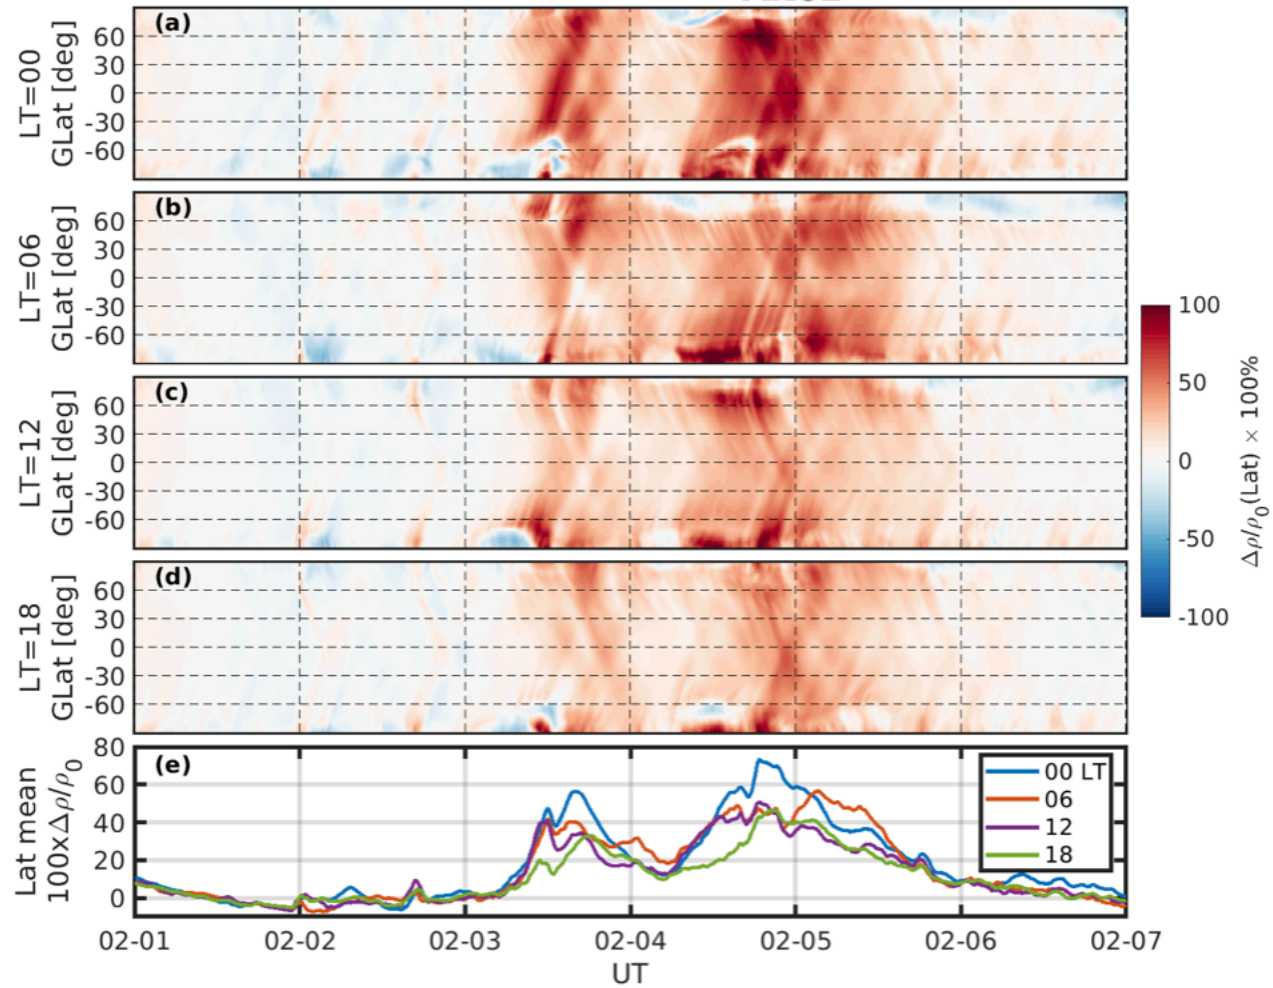 (a)
LT=00
GLat [deg]
60
30
0
-30
-60
(b)
LT=06
GLat [deg]
60
30
0
-30
-60
(c)
LT=12
GLat [deg]
60
30
0
-30
-60
(d)
LT=18
GLat [deg]
60
30
0
-30
-60
100
50
0
-50
-100
Δρ/ρ₀(Lat) × 100%
(e)
Lat mean
100xΔρ/ρ₀
80
60
40
20
0
00 LT
06
12
18
02-01 02-02 02-03 02-04 02-05 02-06 02-07
UT